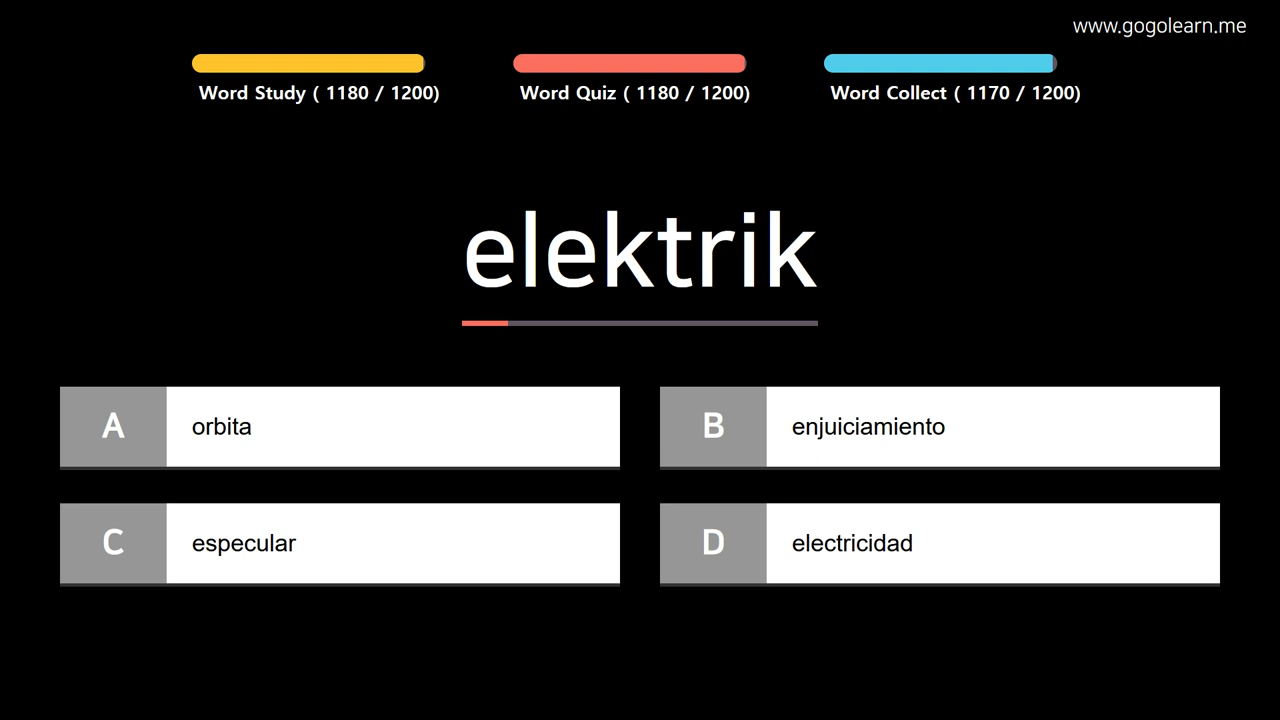 www.gogolearn.me
Word Study ( 1180 / 1200)
Word Quiz ( 1180 / 1200)
Word Collect ( 1170 / 1200)
elektrik
A orbita
B enjuiciamiento
C especular
D electricidad